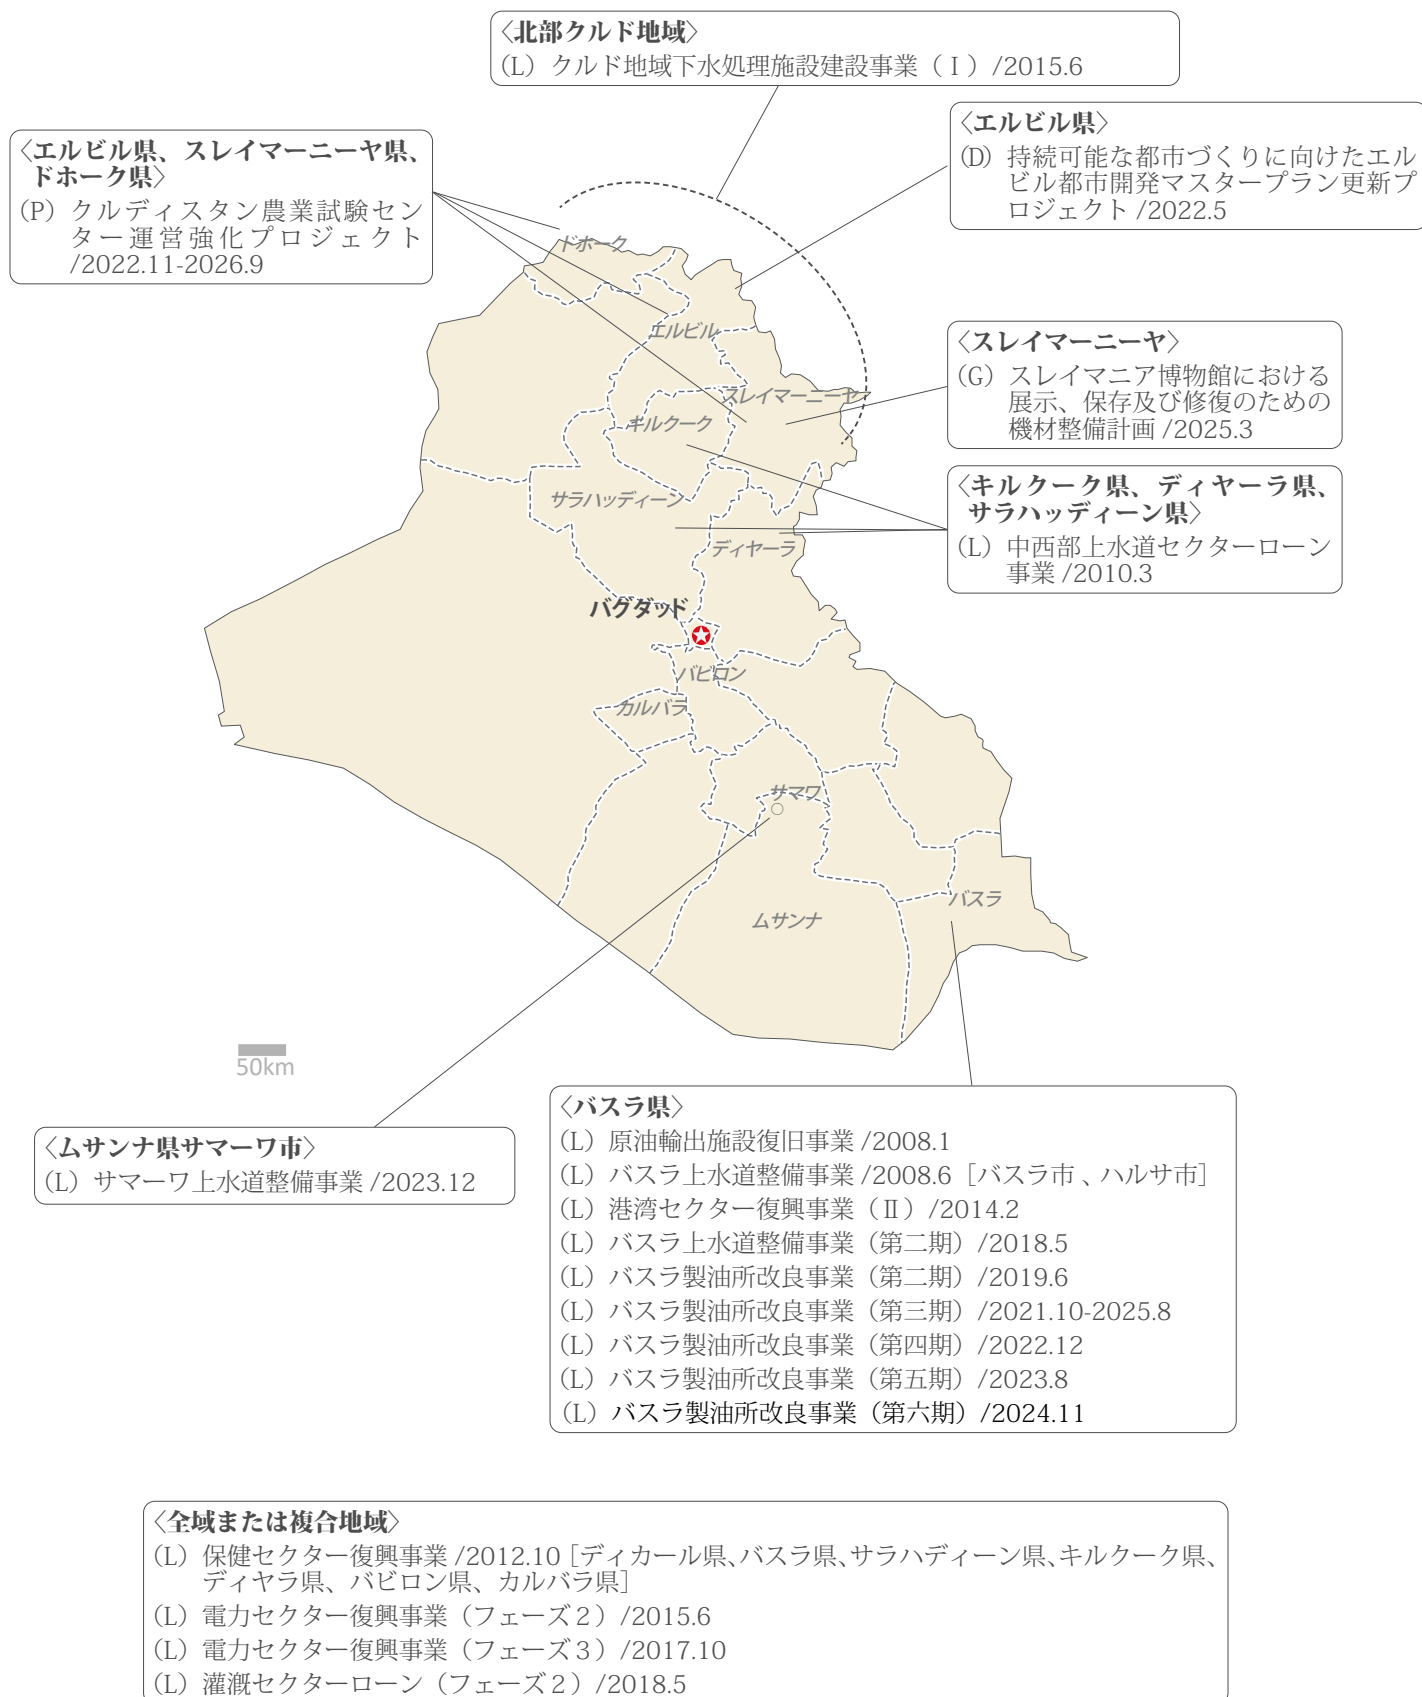 〈北部クルド地域〉
(L) クルド地域下水処理施設建設事業（Ⅰ）/2015.6
〈エルビル県、スレイマーニーヤ県、
ドホーク県〉
(P) クルディスタン農業試験セン
ター運営強化プロジェクト
/2022.11-2026.9
〈エルビル県〉
(D) 持続可能な都市づくりに向けたエル
ビル都市開発マスタープラン更新プ
ロジェクト /2022.5
〈スレイマーニーヤ〉
(G) スレイマニア博物館における
展示、保存及び修復のための
機材整備計画 /2025.3
〈キルクーク県、ディヤーラ県、
サラハッディーン県〉
(L) 中西部上水道セクターローン
事業 /2010.3
ドホーク
エルビル
スレイマーニーヤ
キルクーク
サラハッディーン
ディヤーラ
バグダッド
バビロン
カルバラ
サマワ
バスラ
ムサンナ
50km
〈ムサンナ県サマーワ市〉
(L) サマーワ上水道整備事業 /2023.12
〈バスラ県〉
(L) 原油輸出施設復旧事業 /2008.1
(L) バスラ上水道整備事業 /2008.6［バスラ市、ハルサ市］
(L) 港湾セクター復興事業（Ⅱ）/2014.2
(L) バスラ上水道整備事業（第二期）/2018.5
(L) バスラ製油所改良事業（第二期）/2019.6
(L) バスラ製油所改良事業（第三期）/2021.10-2025.8
(L) バスラ製油所改良事業（第四期）/2022.12
(L) バスラ製油所改良事業（第五期）/2023.8
(L) バスラ製油所改良事業（第六期）/2024.11
〈全域または複合地域〉
(L) 保健セクター復興事業 /2012.10［ディカール県、バスラ県、サラハディーン県、キルクーク県、
ディヤラ県、バビロン県、カルバラ県］
(L) 電力セクター復興事業（フェーズ２）/2015.6
(L) 電力セクター復興事業（フェーズ３）/2017.10
(L) 灌漑セクターローン（フェーズ２）/2018.5